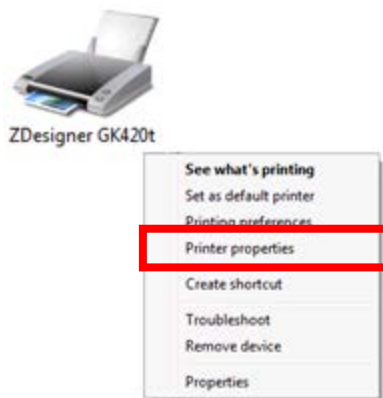 ZDesigner GK420t
See what's printing
Set as default printer
Printing preferences
Printer properties
Create shortcut
Troubleshoot
Remove device
Properties